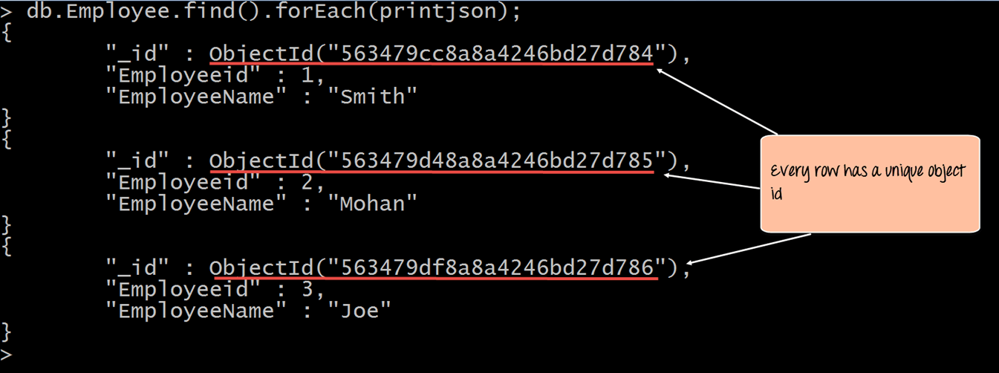 > db.Employee.find().forEach(printjson);
{
"_id" : ObjectId("563479cc8a8a4246bd27d784"),
"Employeeid" : 1,
"EmployeeName" : "Smith"
}
{
"_id" : ObjectId("563479d48a8a4246bd27d785"),
"Employeeid" : 2,
"EmployeeName" : "Mohan"
}
{
"_id" : ObjectId("563479df8a8a4246bd27d786"),
"Employeeid" : 3,
"EmployeeName" : "Joe"
}
>
Every row has a unique object
id